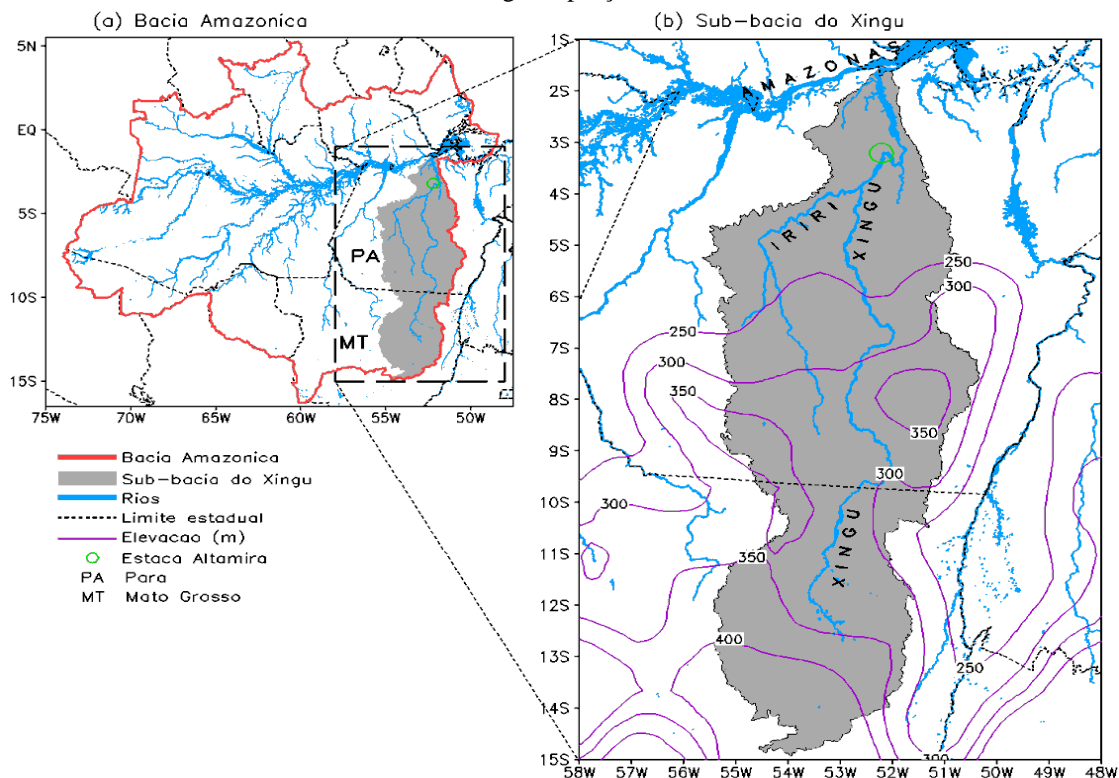 (a) Bacia Amazonica
5N
EQ
5S
10S
15S
75W 70W 65W 60W 55W 50W
PA
MT
Bacia Amazonica
Sub-bacia do Xingu
Rios
Limite estadual
Elevacao (m)
Estaca Altamira
PA Para
MT Mato Grosso
(b) Sub-bacia do Xingu
1S
2S
3S
4S
5S
6S
7S
8S
9S
10S
11S
12S
13S
14S
15S
58W 57W 56W 55W 54W 53W 52W 51W 50W 49W 48W
AMAZONAS
IRIRI
XINGU
250
300
250
300
350
350
300
300
XINGU
350
400
250
300